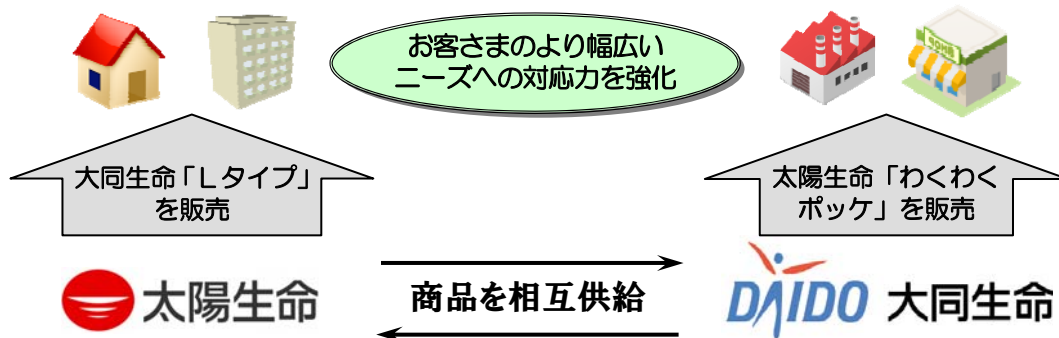 お客さまのより幅広い
ニーズへの対応力を強化
SHOP
大同生命「Lタイプ」
を販売
太陽生命「わくわく
ポッケ」を販売
太陽生命
商品を相互供給
DAIDO 大同生命